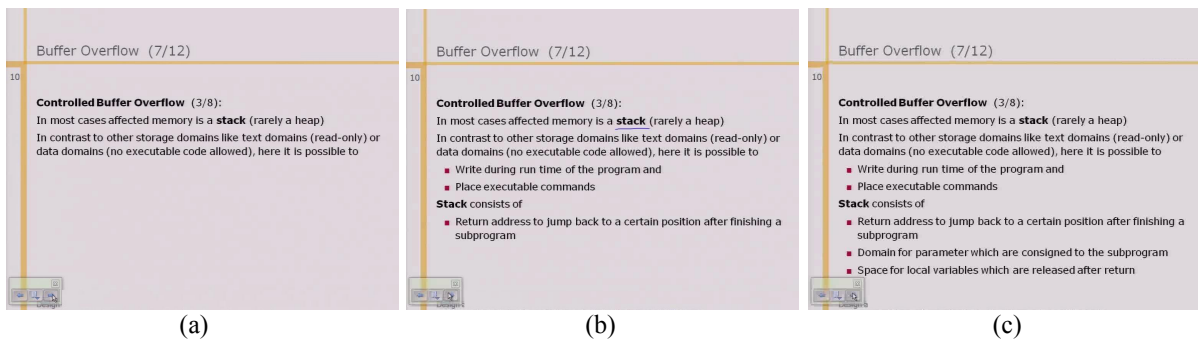 Buffer Overflow (7/12)
10
Controlled Buffer Overflow (3/8):
In most cases affected memory is a stack (rarely a heap)
In contrast to other storage domains like text domains (read-only) or
data domains (no executable code allowed), here it is possible to
(a)
Buffer Overflow (7/12)
10
Controlled Buffer Overflow (3/8):
In most cases affected memory is a stack (rarely a heap)
In contrast to other storage domains like text domains (read-only) or
data domains (no executable code allowed), here it is possible to
Write during run time of the program and
Place executable commands
Stack consists of
Return address to jump back to a certain position after finishing a
subprogram
(b)
Buffer Overflow (7/12)
10
Controlled Buffer Overflow (3/8):
In most cases affected memory is a stack (rarely a heap)
In contrast to other storage domains like text domains (read-only) or
data domains (no executable code allowed), here it is possible to
Write during run time of the program and
Place executable commands
Stack consists of
Return address to jump back to a certain position after finishing a
subprogram
Domain for parameter which are consigned to the subprogram
Space for local variables which are released after return
(c)